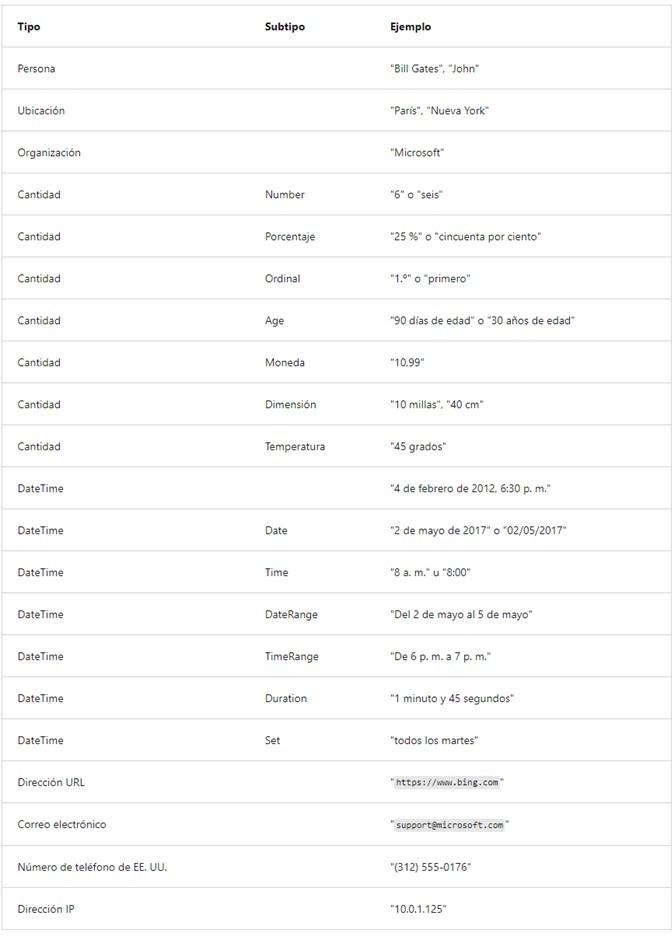 Tipo Subtipo Ejemplo
Persona "Bill Gates", "John"
Ubicación "París", "Nueva York"
Organización "Microsoft"
Cantidad Number "6" o "seis"
Cantidad Porcentaje "25 %" o "cincuenta por ciento"
Cantidad Ordinal "1.º" o "primero"
Cantidad Age "90 días de edad" o "30 años de edad"
Cantidad Moneda "10,99"
Cantidad Dimensión "10 millas", "40 cm"
Cantidad Temperatura "45 grados"
DateTime "4 de febrero de 2012, 6:30 p. m."
DateTime Date "2 de mayo de 2017" o "02/05/2017"
DateTime Time "8 a. m." u "8:00"
DateTime DateRange "Del 2 de mayo al 5 de mayo"
DateTime TimeRange "De 6 p. m. a 7 p. m."
DateTime Duration "1 minuto y 45 segundos"
DateTime Set "todos los martes"
Dirección URL "https://www.bing.com"
Correo electrónico "support@microsoft.com"
Número de teléfono de EE. UU. "(312) 555-0176"
Dirección IP "10.0.1.125"